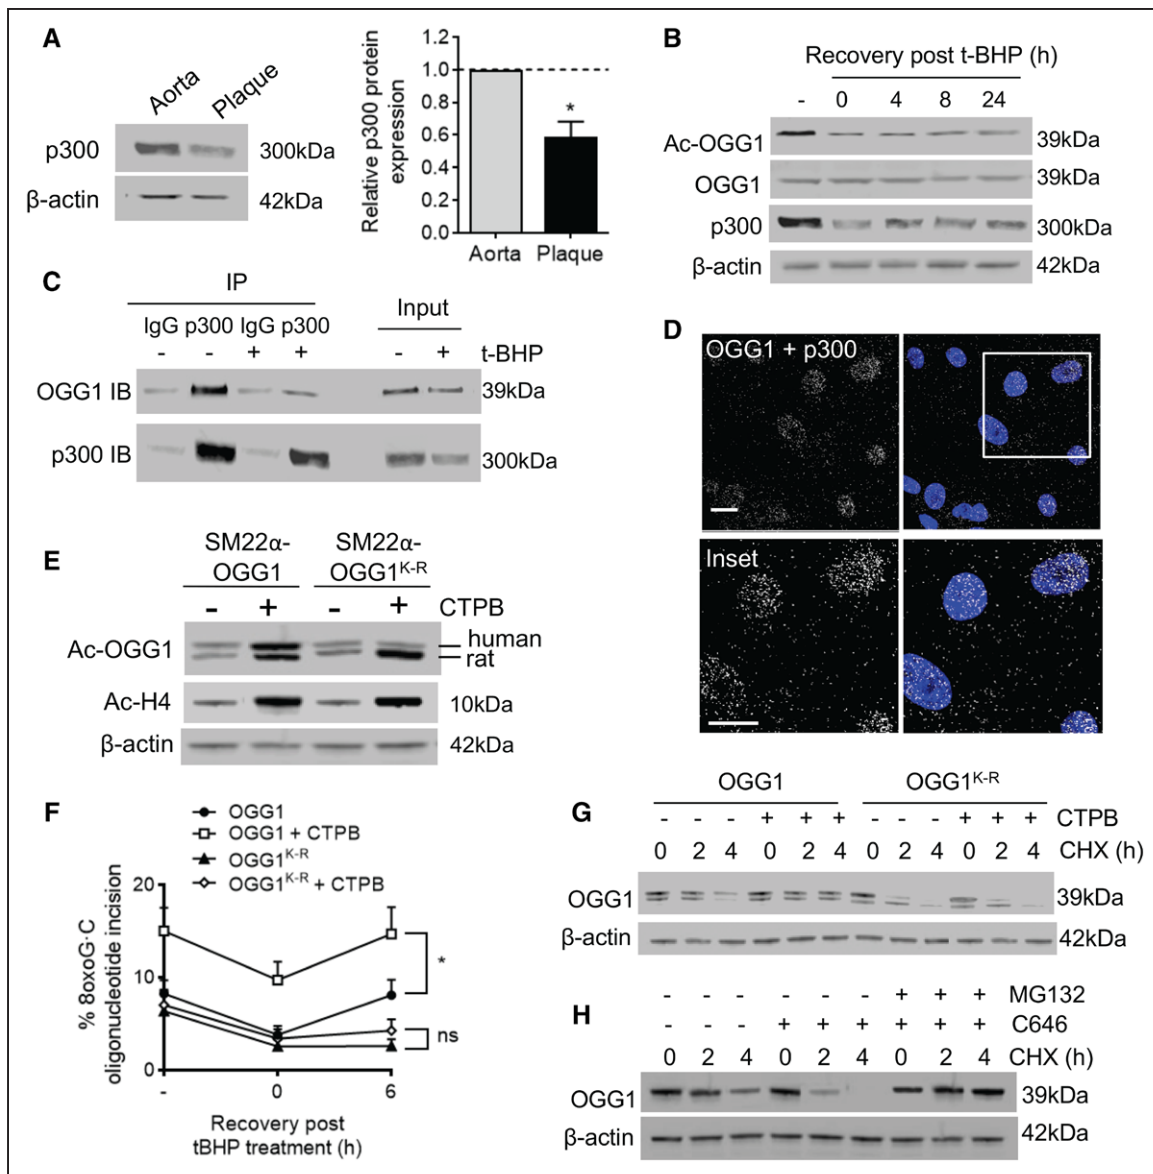 A
Aorta
Plaque
p300
300kDa
β-actin
42kDa
Relative p300 protein
expression
1.2
1.0
0.8
0.6
0.4
0.2
0.0
*
Aorta Plaque
B
Recovery post t-BHP (h)
- 0 4 8 24
Ac-OGG1
39kDa
OGG1
39kDa
p300
300kDa
β-actin
42kDa
C
IP
Input
IgG p300 IgG p300
- - + + - + t-BHP
OGG1 IB
39kDa
p300 IB
300kDa
D
OGG1 + p300
Inset
E
SM22α-
OGG1
SM22α-
OGG1K-R
- + - + CTPB
Ac-OGG1
human
rat
Ac-H4
10kDa
β-actin
42kDa
F
OGG1
OGG1 + CTPB
OGG1K-R
OGG1K-R + CTPB
% 8oxoG·C
oligonucleotide incision
20
10
0
*
ns
- 0 6
Recovery post
tBHP treatment (h)
G
OGG1
OGG1K-R
- - - + + + - - - + + + CTPB
0 2 4 0 2 4 0 2 4 0 2 4 CHX (h)
OGG1
39kDa
β-actin
42kDa
H
- - - - - - + + + MG132
- - - + + + + + + C646
0 2 4 0 2 4 0 2 4 CHX (h)
OGG1
39kDa
β-actin
42kDa